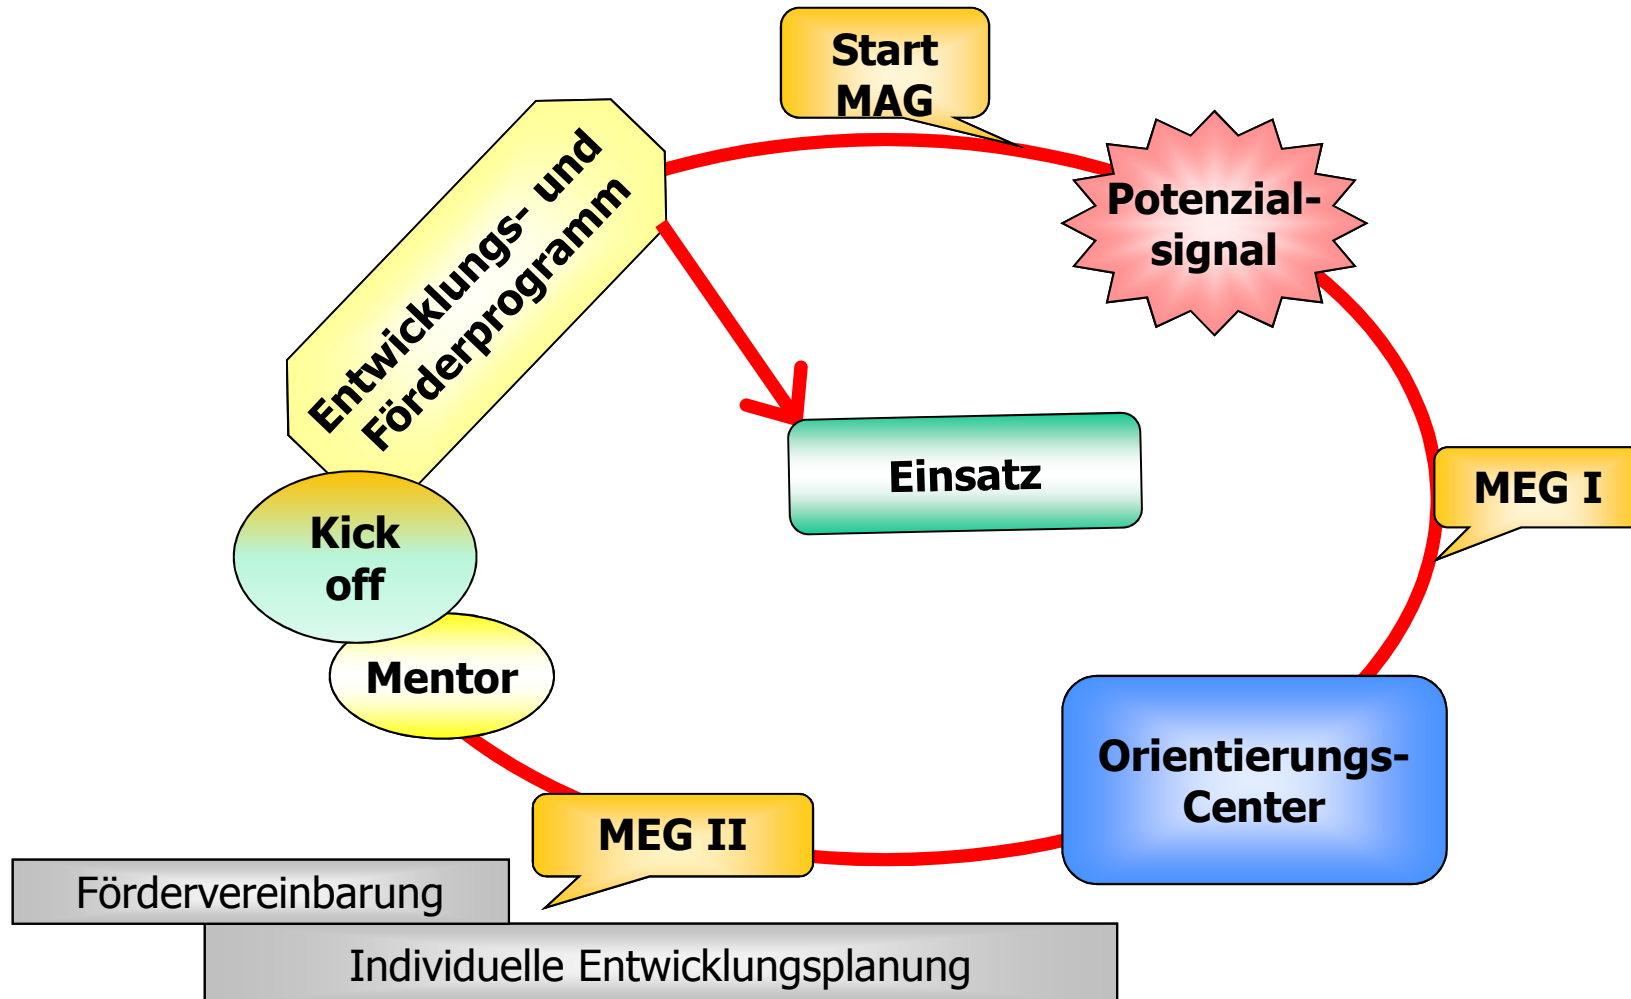 Start
MAG
Potenzial-
signal
Entwicklungs- und
Förderprogramm
Einsatz
MEG I
Kick
off
Mentor
Orientierungs-
Center
MEG II
Fördervereinbarung
Individuelle Entwicklungsplanung